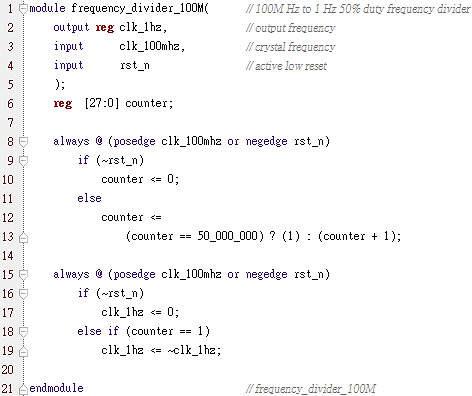 1 module frequency_divider_100M( // 100M Hz to 1 Hz 50% duty frequency divider
2 output reg clk_1hz, // output frequency
3 input clk_100mhz, // crystal frequency
4 input rst_n // active low reset
5 );
6 reg [27:0] counter;
7
8 always @ (posedge clk_100mhz or negedge rst_n)
9 if (~rst_n)
10 counter <= 0;
11 else
12 counter <=
13 (counter == 50_000_000) ? (1) : (counter + 1);
14
15 always @ (posedge clk_100mhz or negedge rst_n)
16 if (~rst_n)
17 clk_1hz <= 0;
18 else if (counter == 1)
19 clk_1hz <= ~clk_1hz;
20
21 endmodule // frequency_divider_100M